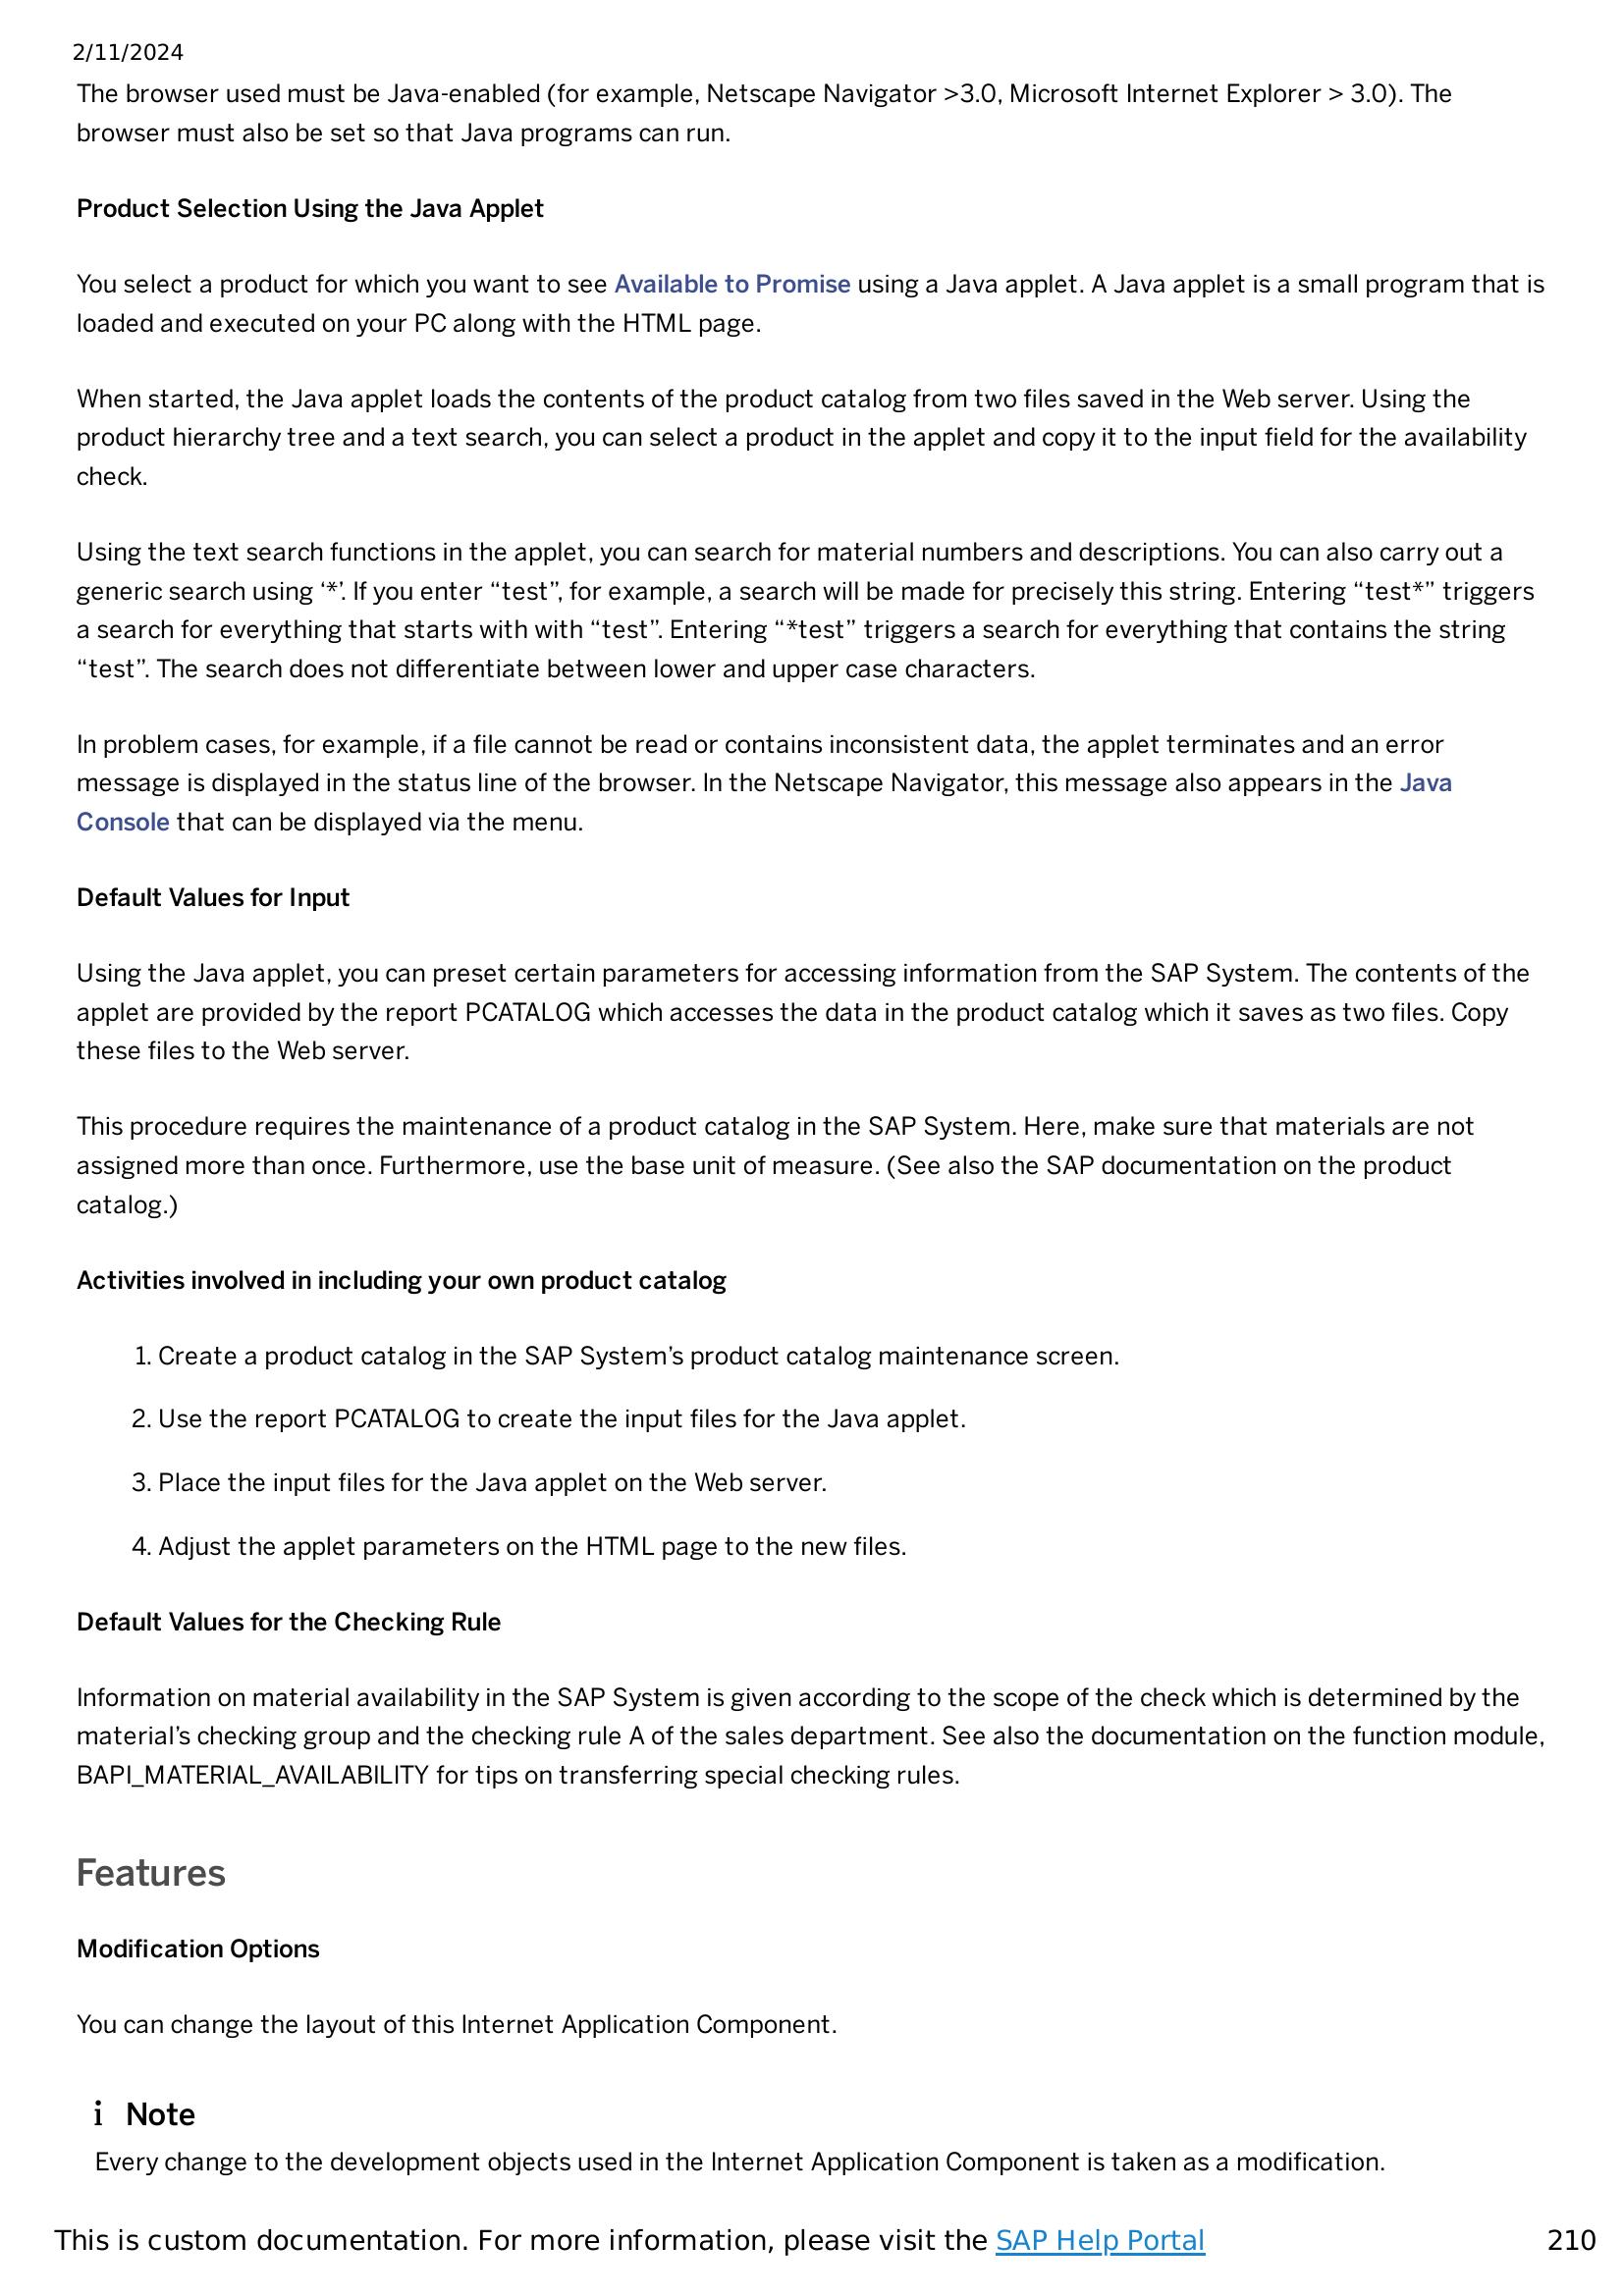 2/11/2024
The browser used must be Java-enabled (for example, Netscape Navigator >3.0, Microsoft Internet Explorer > 3.0). The
browser must also be set so that Java programs can run.
Product Selection Using the Java Applet
You select a product for which you want to see Available to Promise using a Java applet. A Java applet is a small program that is
loaded and executed on your PC along with the HTML page.
When started, the Java applet loads the contents of the product catalog from two files saved in the Web server. Using the
product hierarchy tree and a text search, you can select a product in the applet and copy it to the input field for the availability
check.
Using the text search functions in the applet, you can search for material numbers and descriptions. You can also carry out a
generic search using ‘*’. If you enter “test”, for example, a search will be made for precisely this string. Entering “test*” triggers
a search for everything that starts with with “test”. Entering “*test” triggers a search for everything that contains the string
“test”. The search does not differentiate between lower and upper case characters.
In problem cases, for example, if a file cannot be read or contains inconsistent data, the applet terminates and an error
message is displayed in the status line of the browser. In the Netscape Navigator, this message also appears in the Java
Console that can be displayed via the menu.
Default Values for Input
Using the Java applet, you can preset certain parameters for accessing information from the SAP System. The contents of the
applet are provided by the report PCATALOG which accesses the data in the product catalog which it saves as two files. Copy
these files to the Web server.
This procedure requires the maintenance of a product catalog in the SAP System. Here, make sure that materials are not
assigned more than once. Furthermore, use the base unit of measure. (See also the SAP documentation on the product
catalog.)
Activities involved in including your own product catalog
1. Create a product catalog in the SAP System’s product catalog maintenance screen.
2. Use the report PCATALOG to create the input files for the Java applet.
3. Place the input files for the Java applet on the Web server.
4. Adjust the applet parameters on the HTML page to the new files.
Default Values for the Checking Rule
Information on material availability in the SAP System is given according to the scope of the check which is determined by the
material’s checking group and the checking rule A of the sales department. See also the documentation on the function module,
BAPI_MATERIAL_AVAILABILITY for tips on transferring special checking rules.
Features
Modification Options
You can change the layout of this Internet Application Component.
i Note
Every change to the development objects used in the Internet Application Component is taken as a modification.
This is custom documentation. For more information, please visit the SAP Help Portal 210